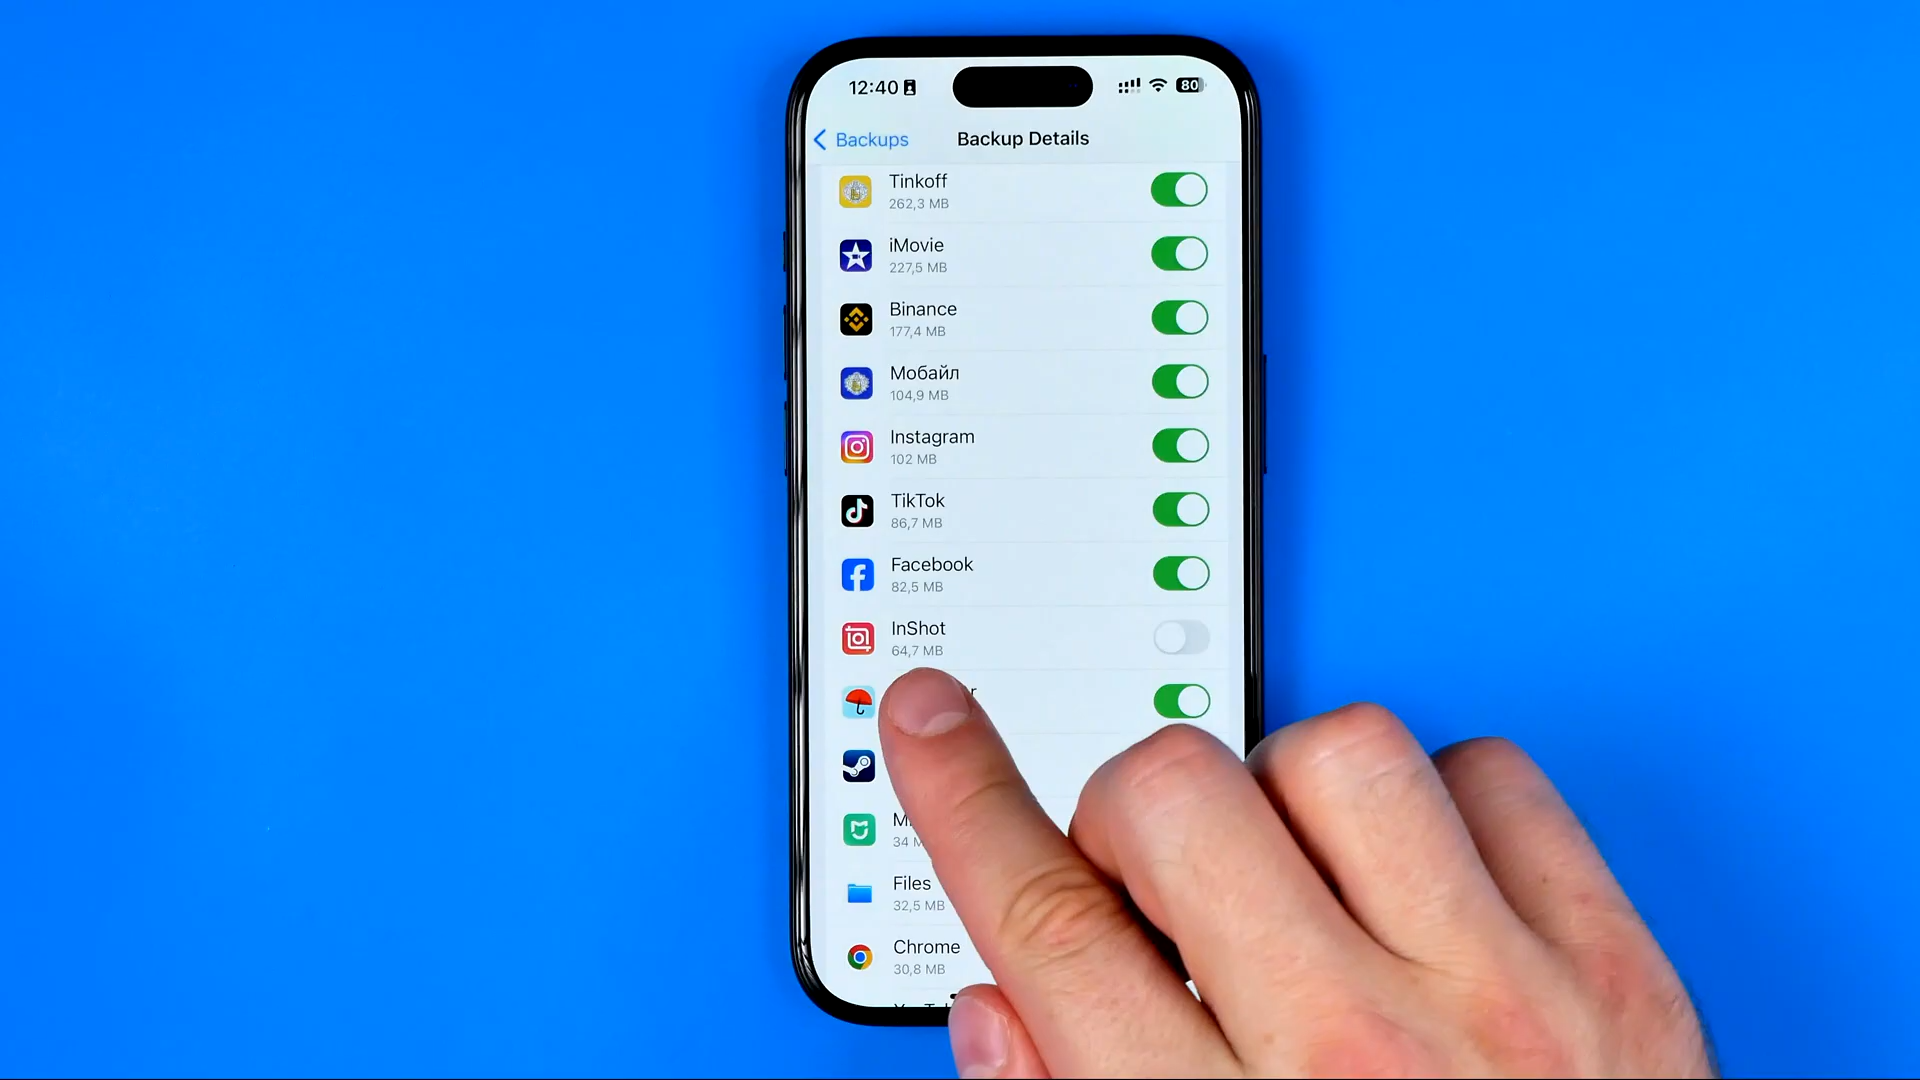 12:40
80
Backups
Backup Details
Tinkoff
262,3 MB
iMovie
227,5 MB
Binance
177,4 MB
Мобайл
104,9 MB
Instagram
102 MB
TikTok
86,7 MB
Facebook
82,5 MB
InShot
64,7 MB
34
Files
32,5 MB
Chrome
30,8 MB